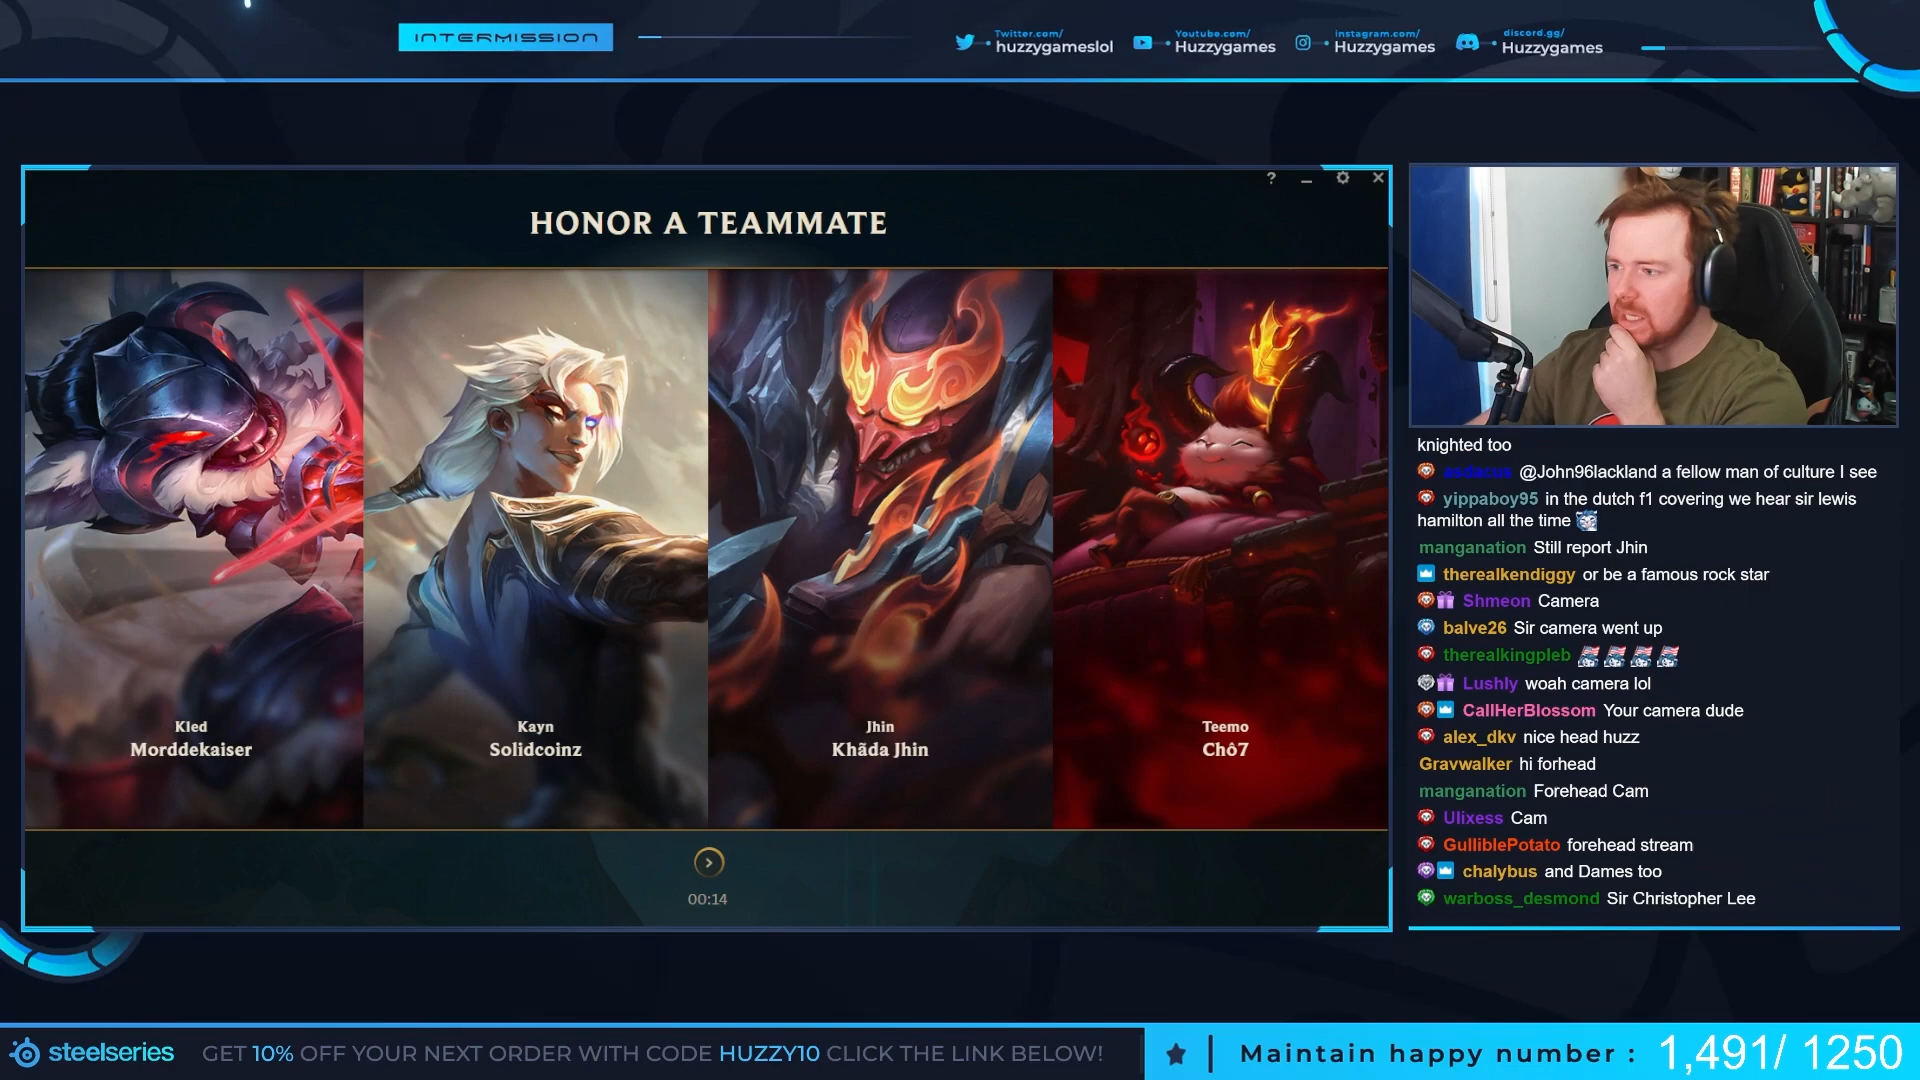 INTERMISSION
Twitter.com/
huzzygameslol
Youtube.com/
Huzzygames
instagram.com/
Huzzygames
discord.gg/
Huzzygames
?
HONOR A TEAMMATE
Kled
Morddekaiser
Kayn
Solidcoinz
Jhin
Khãda Jhin
Teemo
Chô7
00:14
knighted too
@John96lackland a fellow man of culture I see
yippaboy95 in the dutch f1 covering we hear sir lewis
hamilton all the time
manganation Still report Jhin
therealkendiggy or be a famous rock star
Shmeon Camera
balve26 Sir camera went up
therealkingpleb
Lushly woah camera lol
CallHerBlossom Your camera dude
alex_dkv nice head huzz
Gravwalker hi forhead
manganation Forehead Cam
Ulixess Cam
GulliblePotato forehead stream
chalybus and Dames too
warboss_desmond Sir Christopher Lee
steelseries
GET 10% OFF YOUR NEXT ORDER WITH CODE HUZZY10 CLICK THE LINK BELOW!
Maintain happy number : 1,491/ 1250